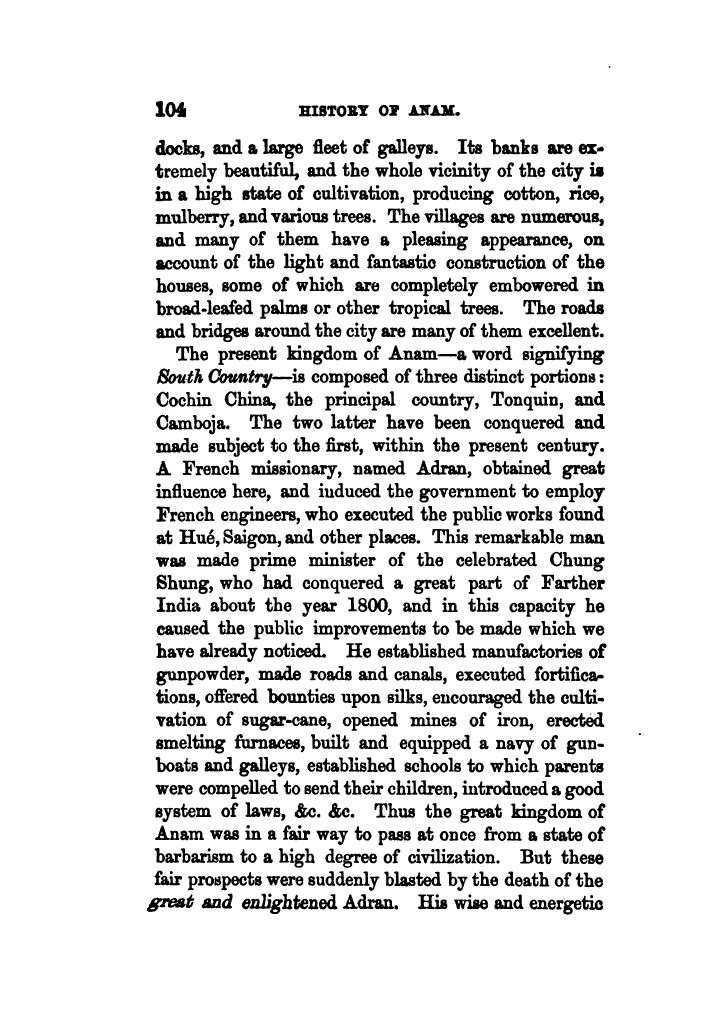 104 HISTORY OF ANAM.
docks, and a large fleet of galleys. Its banks are ex-
tremely beautiful, and the whole vicinity of the city is
in a high state of cultivation, producing cotton, rice,
mulberry, and various trees. The villages are numerous,
and many of them have a pleasing appearance, on
account of the light and fantastic construction of the
houses, some of which are completely embowered in
broad-leafed palms or other tropical trees. The roads
and bridges around the city are many of them excellent.
The present kingdom of Anam—a word signifying
South Country—is composed of three distinct portions:
Cochin China, the principal country, Tonquin, and
Camboja. The two latter have been conquered and
made subject to the first, within the present century.
A French missionary, named Adran, obtained great
influence here, and iuduced the government to employ
French engineers, who executed the public works found
at Hué, Saigon, and other places. This remarkable man
was made prime minister of the celebrated Chung
Shung, who had conquered a great part of Farther
India about the year 1800, and in this capacity he
caused the public improvements to be made which we
have already noticed. He established manufactories of
gunpowder, made roads and canals, executed fortifica-
tions, offered bounties upon silks, encouraged the culti-
vation of sugar-cane, opened mines of iron, erected
smelting furnaces, built and equipped a navy of gun-
boats and galleys, established schools to which parents
were compelled to send their children, introduced a good
system of laws, &c. &c. Thus the great kingdom of
Anam was in a fair way to pass at once from a state of
barbarism to a high degree of civilization. But these
fair prospects were suddenly blasted by the death of the
great and enlightened Adran. His wise and energetic